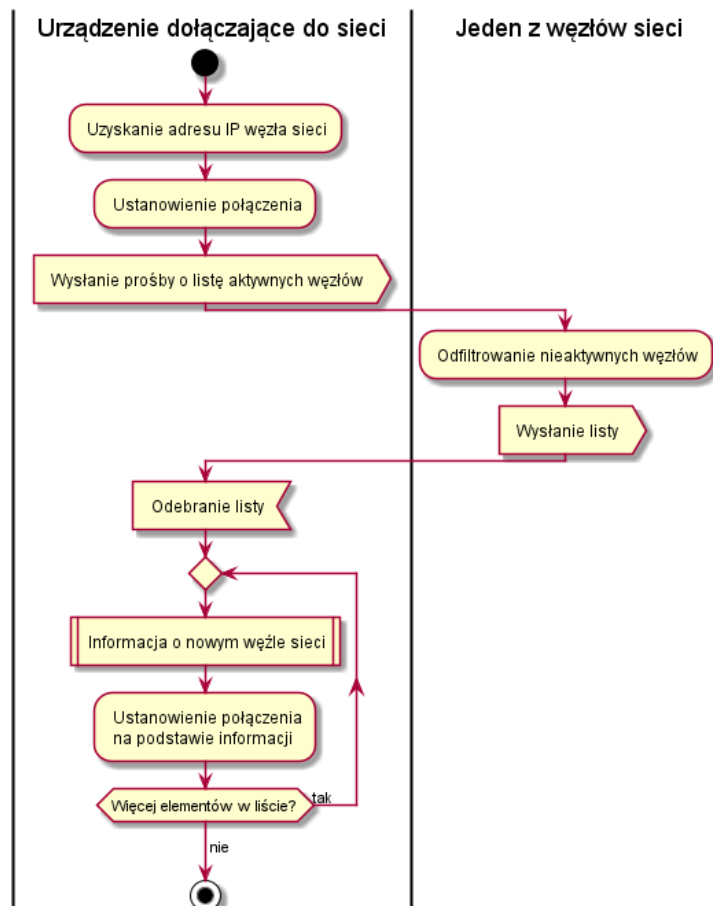 Urządzenie dołączające do sieci
Jeden z węzłów sieci
Uzyskanie adresu IP węzła sieci
Ustanowienie połączenia
Wysłanie prośby o listę aktywnych węzłów
Odfiltrowanie nieaktywnych węzłów
Wysłanie listy
Odebranie listy
Informacja o nowym węźle sieci
Ustanowienie połączenia
na podstawie informacji
Więcej elementów w liście?
tak
nie